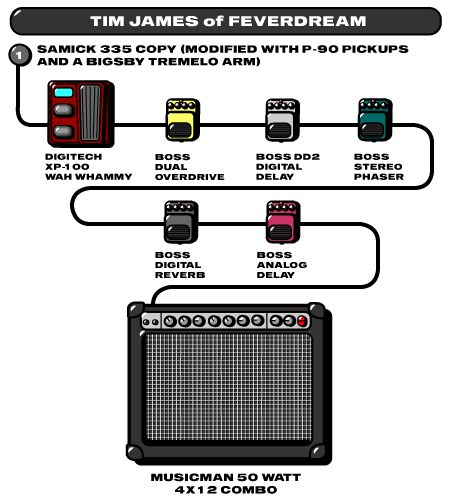 TIM JAMES of FEVERDREAM
1
SAMICK 335 COPY (MODIFIED WITH P-90 PICKUPS
AND A BIGSBY TREMELO ARM)
DIGITECH
XP-100
WAH WHAMMY
BOSS
DUAL
OVERDRIVE
BOSS DD2
DIGITAL
DELAY
BOSS
STEREO
PHASER
BOSS
DIGITAL
REVERB
BOSS
ANALOG
DELAY
MUSICMAN 50 WATT
4X12 COMBO